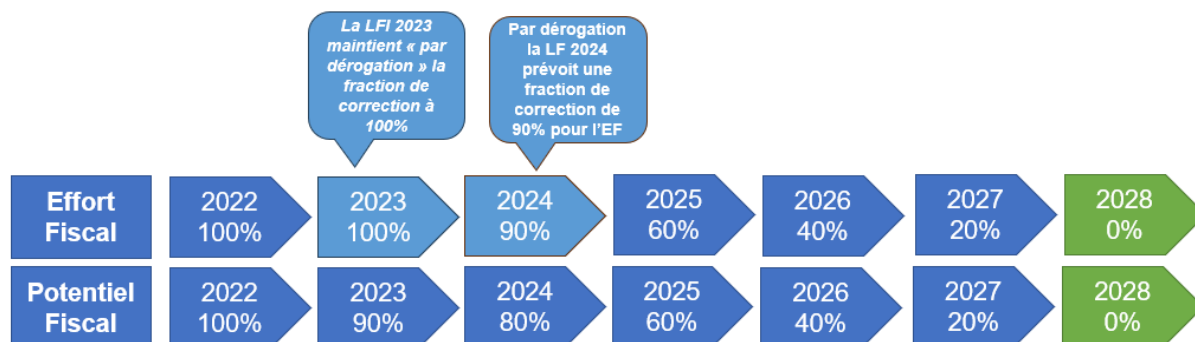 La LFI 2023
maintient « par
dérogation » la
fraction de
correction à
100%
Par dérogation
la LF 2024
prévoit une
fraction de
correction de
90% pour l'EF
Effort
Fiscal
2022
100%
2023
100%
2024
90%
2025
60%
2026
40%
2027
20%
2028
0%
Potentiel
Fiscal
2022
100%
2023
90%
2024
80%
2025
60%
2026
40%
2027
20%
2028
0%